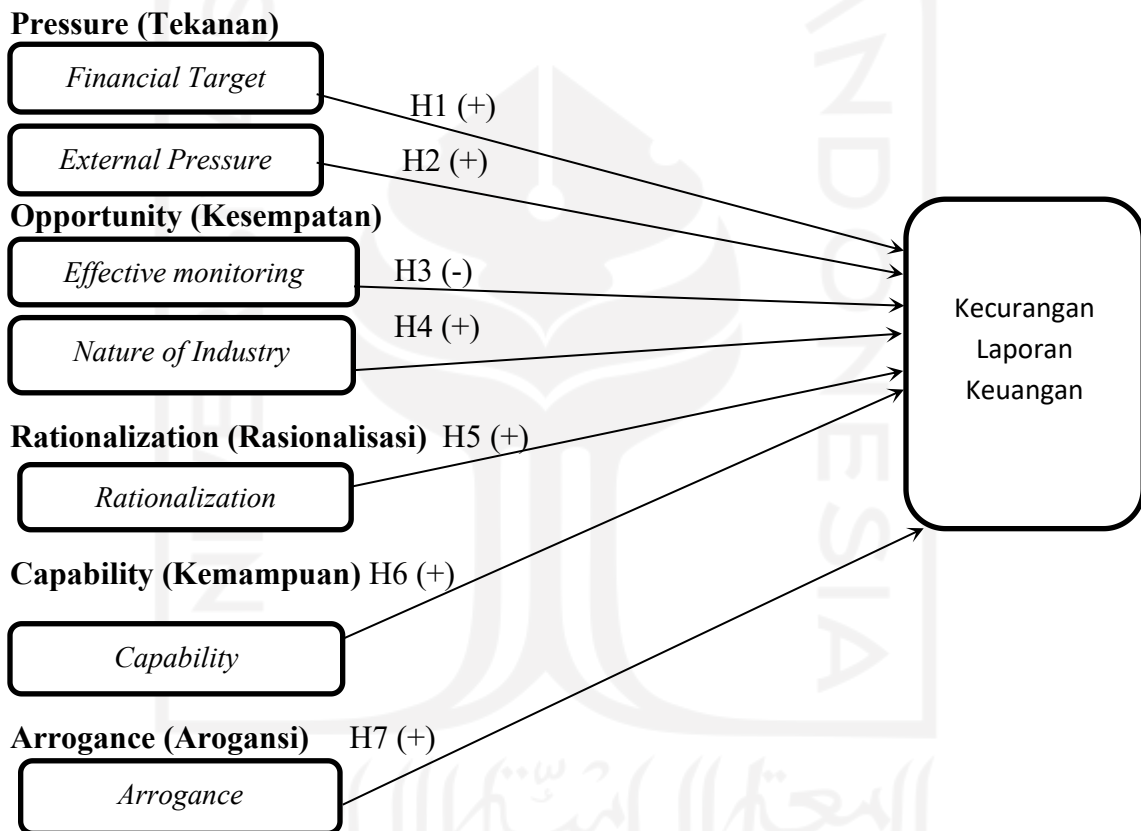 Pressure (Tekanan)
Financial Target
H1 (+)
External Pressure
H2 (+)
Opportunity (Kesempatan)
Effective monitoring
H3 (-)
Nature of Industry
H4 (+)
Rationalization (Rasionalisasi) H5 (+)
Rationalization
Capability (Kemampuan) H6 (+)
Capability
Arrogance (Arogansi) H7 (+)
Arrogance
Kecurangan
Laporan
Keuangan
INDONESIA